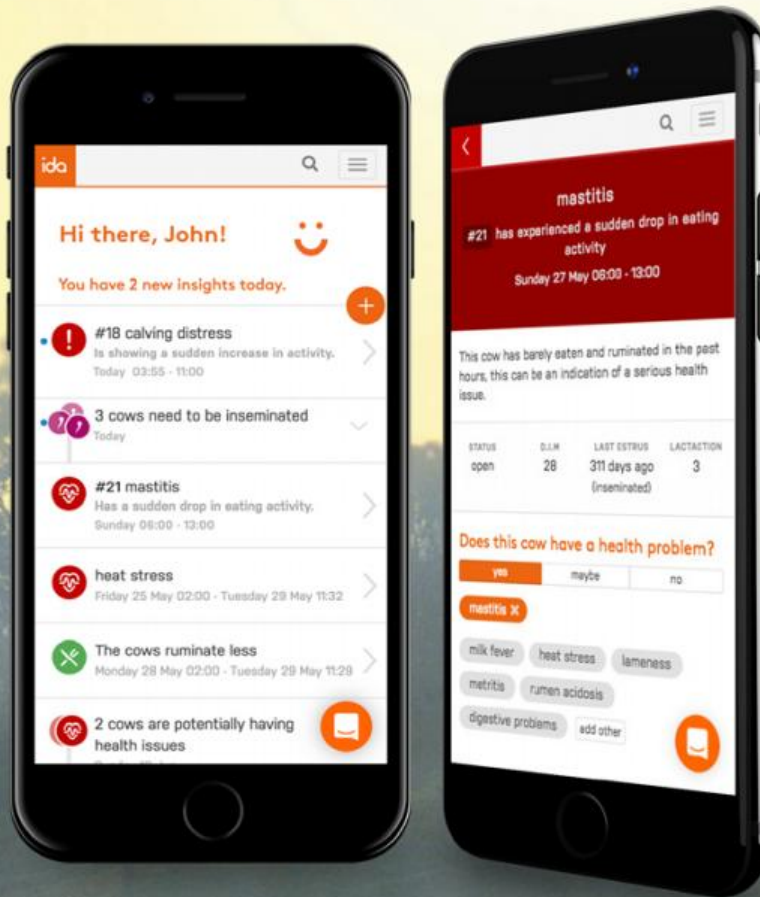 ida
Hi there, John!
You have 2 new insights today.
+
#18 calving distress
Is showing a sudden increase in activity.
Today 03:55 - 11:00
3 cows need to be inseminated
Today
#21 mastitis
Has a sudden drop in eating activity.
Sunday 06:00 - 13:00
heat stress
Friday 25 May 02:00 - Tuesday 29 May 11:32
The cows ruminate less
Monday 28 May 02:00 - Tuesday 29 May 11:29
2 cows are potentially having
health issues
mastitis
#21 has experienced a sudden drop in eating
activity
Sunday 27 May 06:00 - 13:00
This cow has barely eaten and ruminated in the past
hours, this can be an indication of a serious health
issue.
STATUS D.I.M LAST ESTRUS LACTACTION
open 28 311 days ago 3
(inseminated)
Does this cow have a health problem?
yes maybe no
mastitis X
milk fever heat stress lameness
metritis rumen acidosis
digestive problems add other